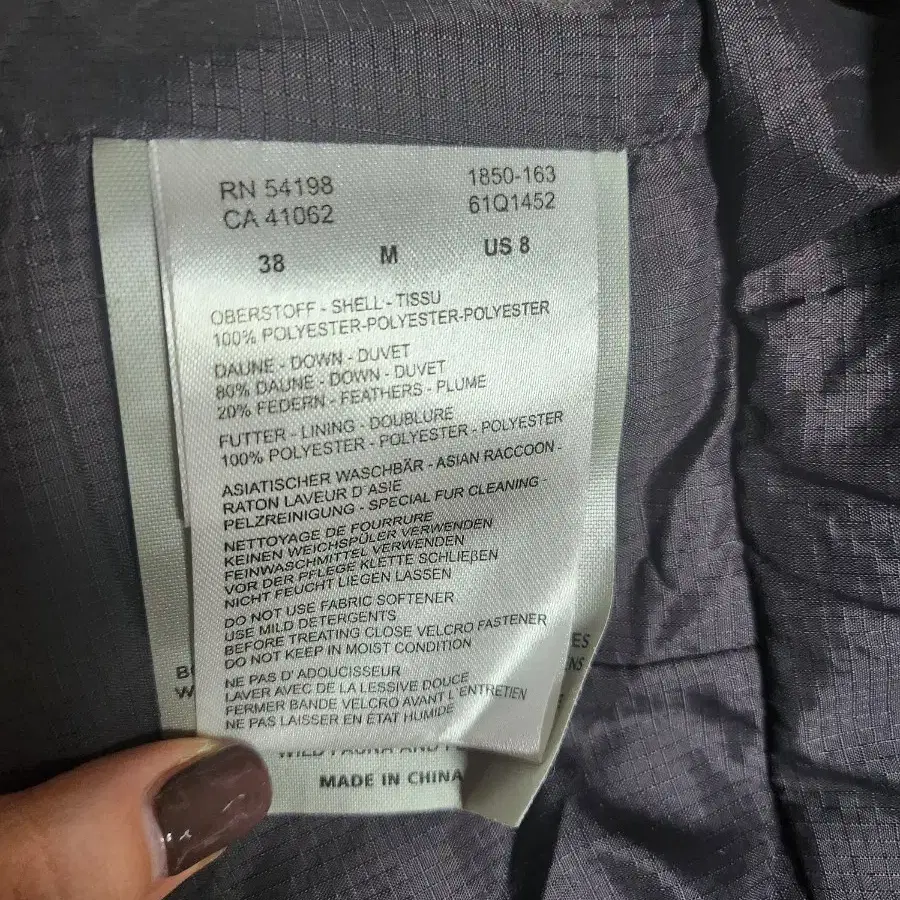 RN 54198 1850-163
CA 41062 61Q1452
38 M US 8
OBERSTOFF - SHELL - TISSU
100% POLYESTER-POLYESTER-POLYESTER
DAUNE - DOWN - DUVET
80% DAUNE - DOWN - DUVET
20% FEDERN - FEATHERS - PLUME
FUTTER - LINING - DOUBLURE
100% POLYESTER - POLYESTER - POLYESTER
ASIATISCHER WASCHBÄR - ASIAN RACCOON -
RATON LAVEUR D'ASIE
PELZREINIGUNG - SPECIAL FUR CLEANING -
NETTOYAGE DE FOURRURE
KEINEN WEICHSPÜLER VERWENDEN
FEINWASCHMITTEL VERWENDEN
VOR DER PFLEGE KLETTE SCHLIEßEN
NICHT FEUCHT LIEGEN LASSEN
DO NOT USE FABRIC SOFTENER
USE MILD DETERGENTS
BEFORE TREATING CLOSE VELCRO FASTENER
DO NOT KEEP IN MOIST CONDITION
NE PAS D'ADOUCISSEUR
LAVER AVEC DE LA LESSIVE DOUCE
FERMER BANDE VELCRO AVANT L'ENTRETIEN
NE PAS LAISSER EN ÉTAT HUMIDE
MADE IN CHINA